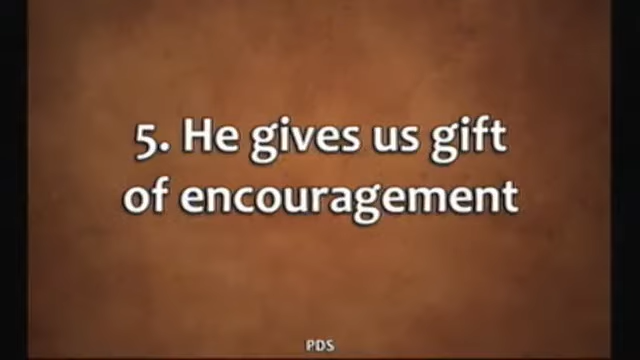 5. He gives us gift
of encouragement
PDS